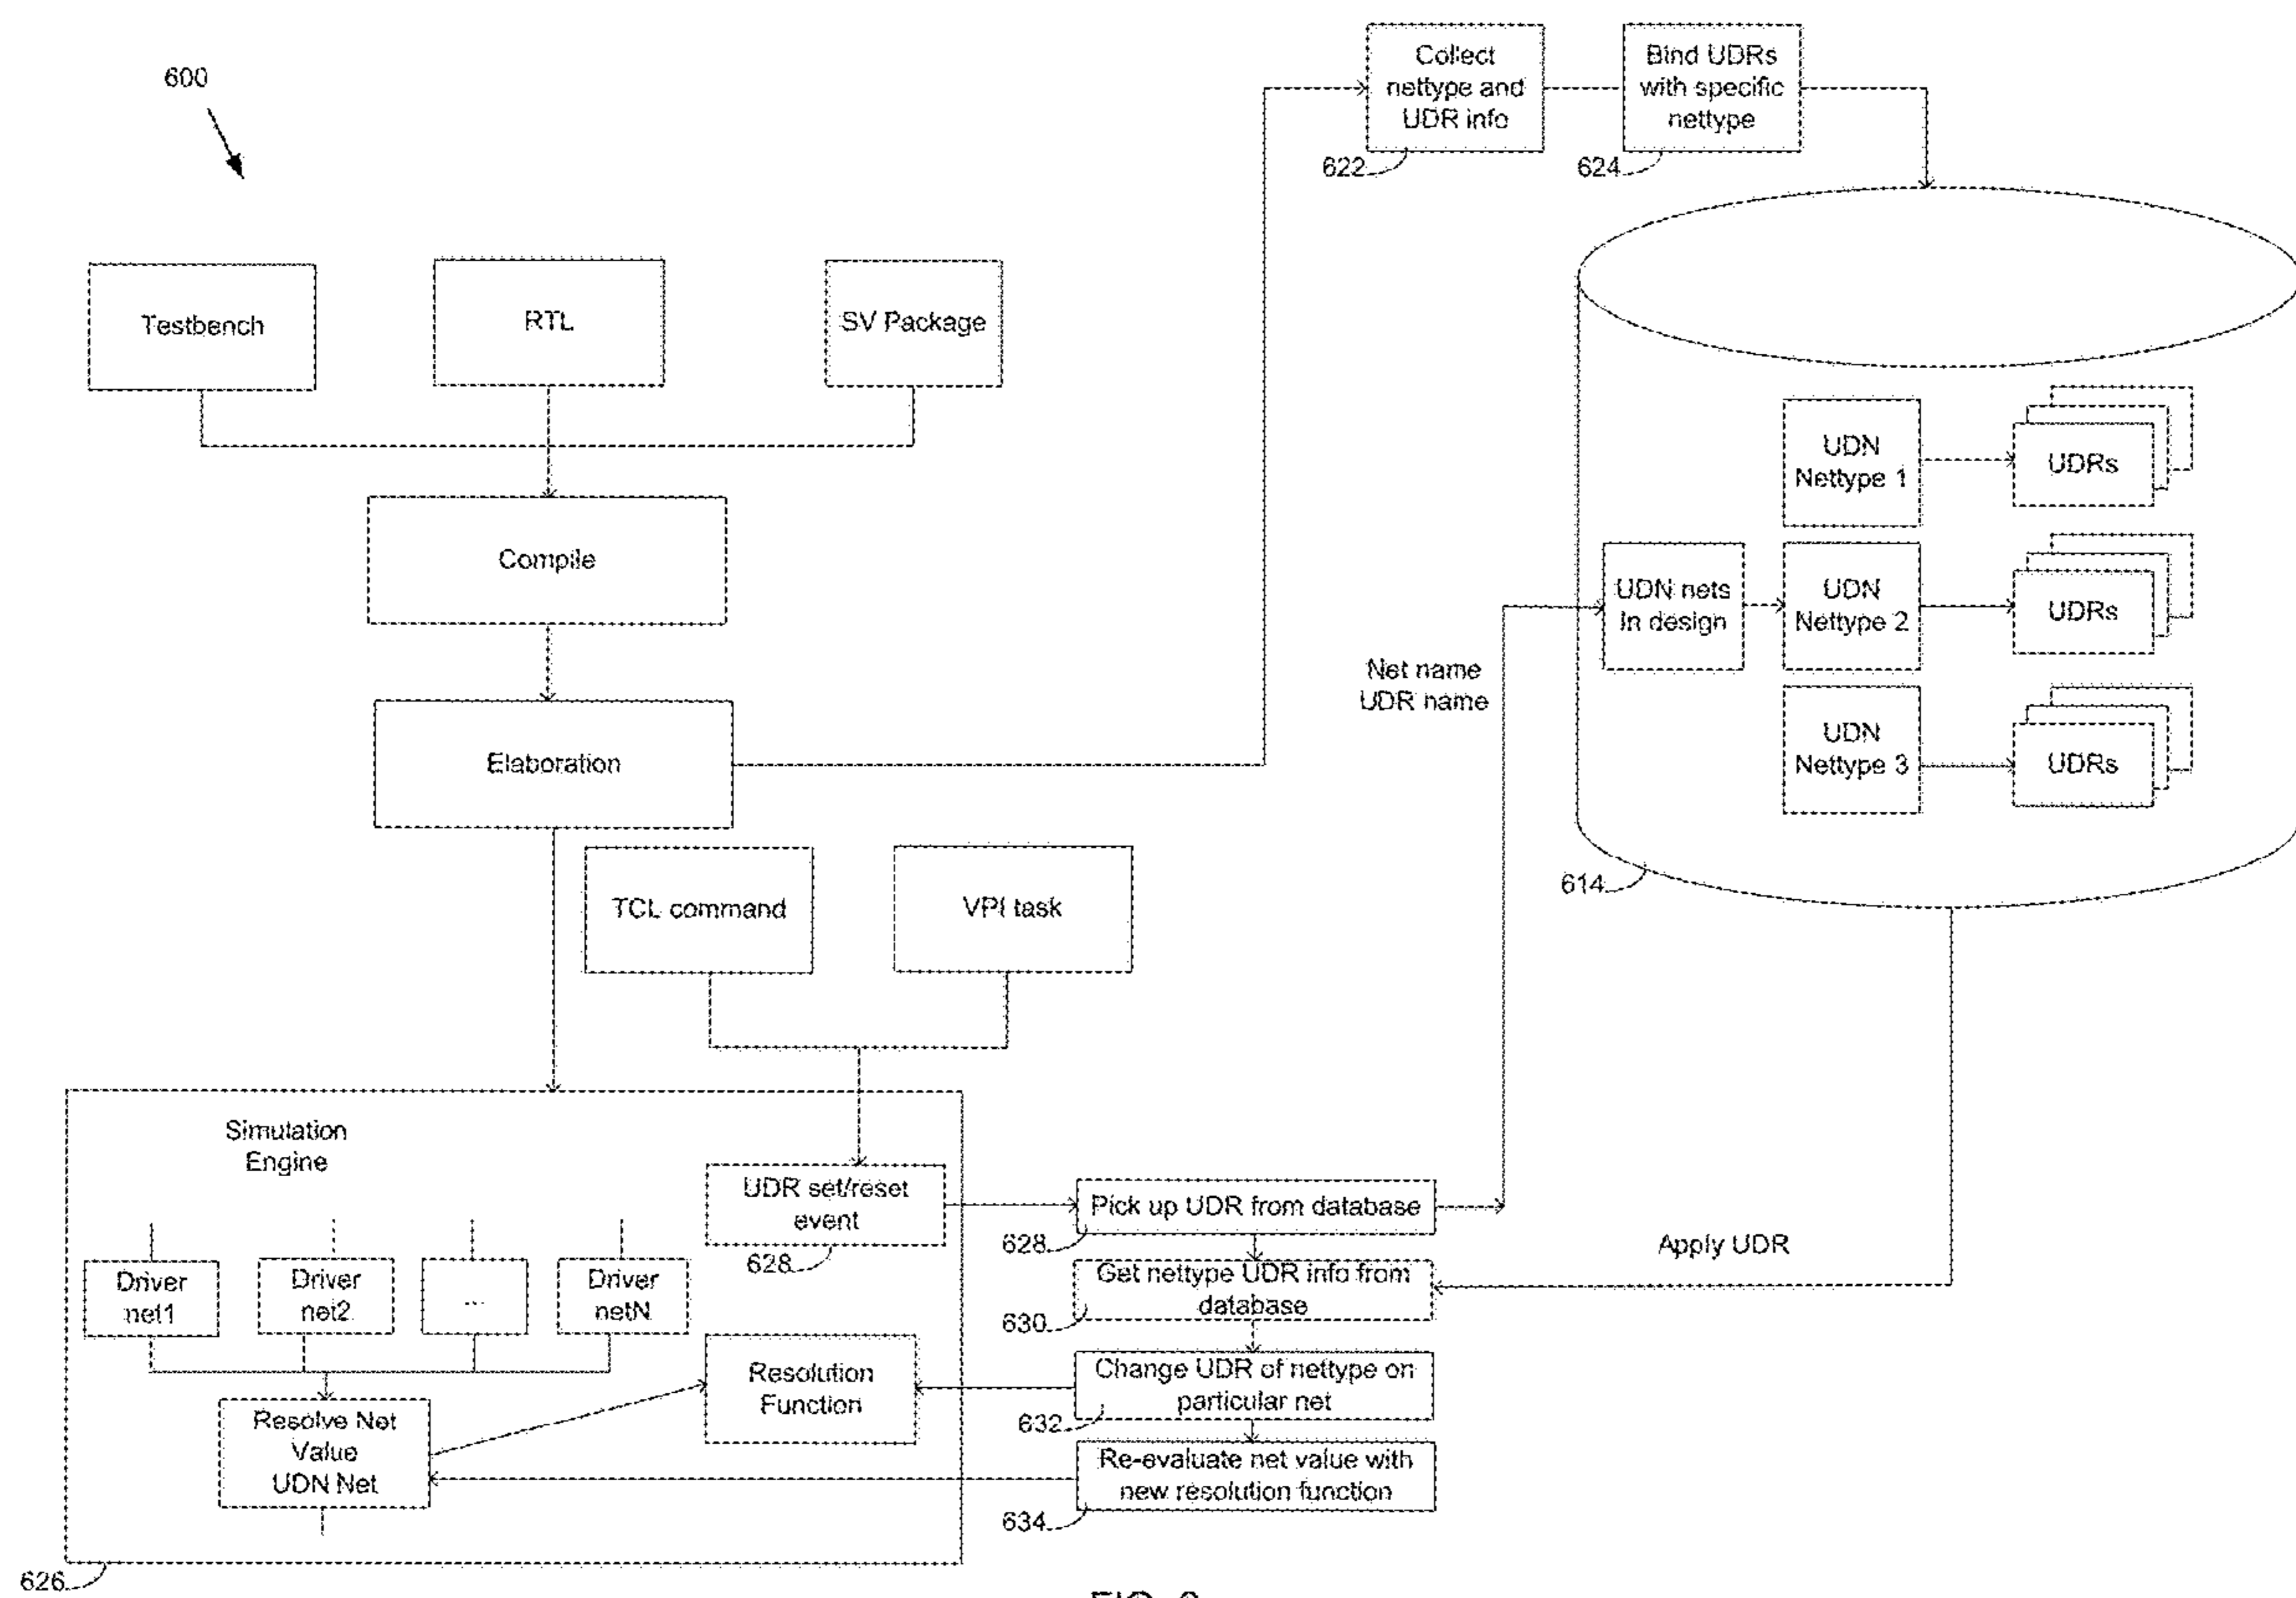 600
Collect
nettype and
UDR info
622
Bind UDRs
with specific
nettype
624
Testbench
RTL
SV Package
Compile
Elaboration
UDN
Nettype 1
UDRs
UDN nets
In design
UDN
Nettype 2
UDRs
UDN
Nettype 3
UDRs
614
Net name
UDR name
TCL command
VPI task
Simulation
Engine
UDR set/reset
event
628
Driver
net1
Driver
net2
...
Driver
netN
Resolution
Function
Resolve Net
Value
UDN Net
626
Pick up UDR from database
628
Get nettype UDR info from
database
630
Change UDR of nettype on
particular net
632
Re-evaluate net value with
new resolution function
634
Apply UDR